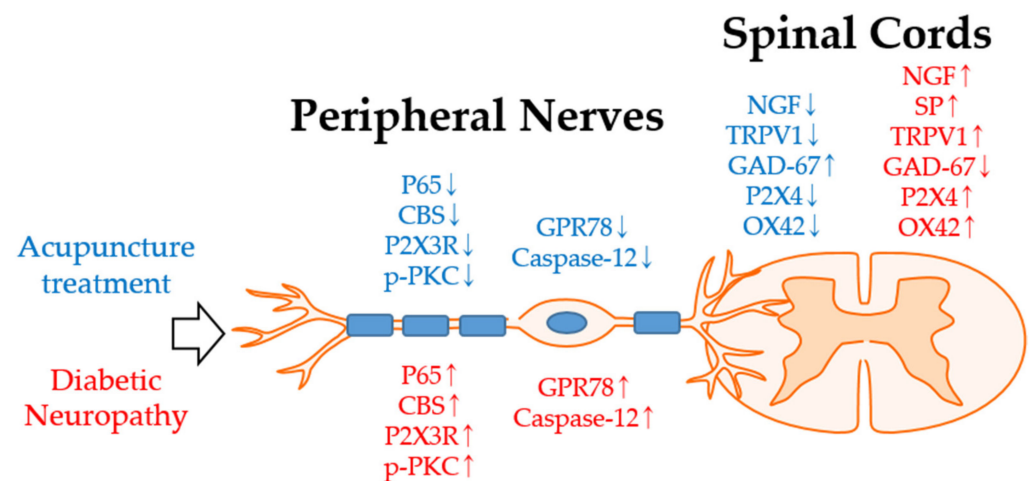 Spinal Cords
Peripheral Nerves
NGF↓
TRPV1↓
GAD-67↑
P2X4↓
OX42↓
NGF↑
SP↑
TRPV1↑
GAD-67↓
P2X4↑
OX42↑
P65↓
CBS↓
P2X3R↓
p-PKC↓
GPR78↓
Caspase-12↓
Acupuncture
treatment
Diabetic
Neuropathy
P65↑
CBS↑
P2X3R↑
p-PKC↑
GPR78↑
Caspase-12↑